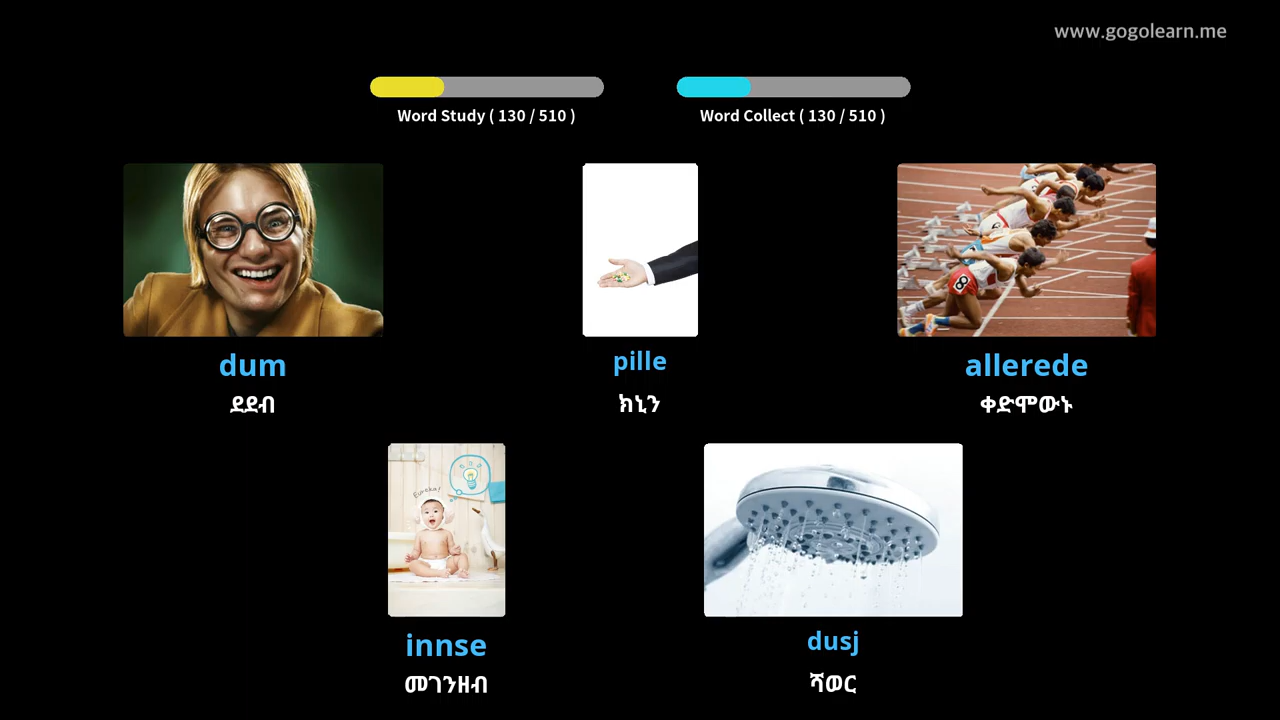 www.gogolearn.me
Word Study ( 130 / 510 )
Word Collect ( 130 / 510 )
dum
ደደብ
pille
ክኒን
allerede
ቀድሞውኑ
Eureka!
innse
መገንዘብ
dusj
ሻወር